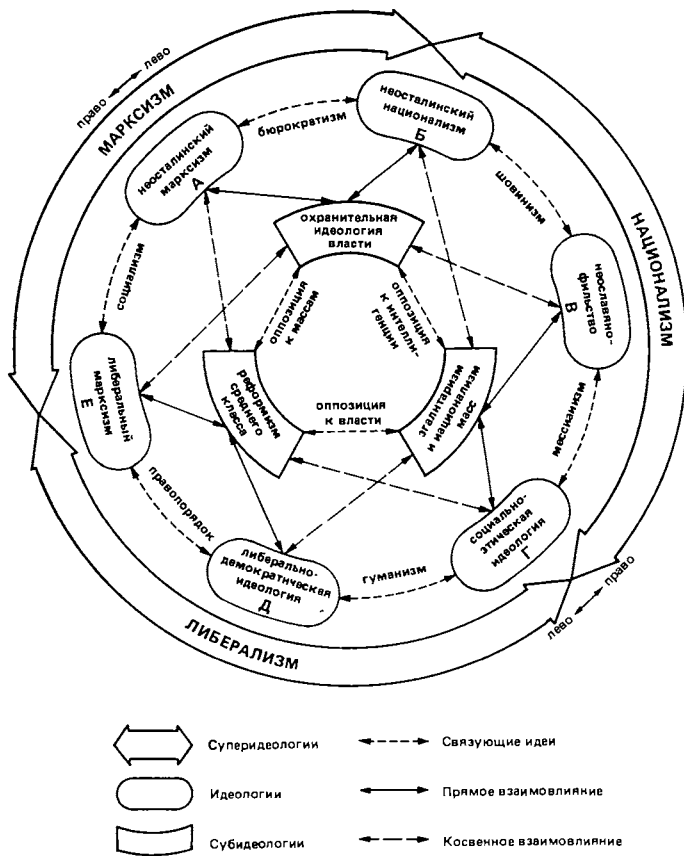 право ↔ лево
МАРКСИЗМ
НАЦИОНАЛИЗМ
ЛИБЕРАЛИЗМ
лево ↔ право
неосталинский
марксизм
А
бюрократизм
неосталинский
национализм
Б
шовинизм
неославяно-
фильство
В
мессианизм
социально-
этическая
идеология
Г
гуманизм
либерально-
демократическая
идеология
Д
правопорядок
либеральный
марксизм
Е
социализм
охранительная
идеология
власти
оппозиция
к массам
оппозиция
к интелли-
генции
реформизм
среднего
класса
оппозиция
к власти
эгалитаризм
и национализм
масс
Суперидеологии
Связующие идеи
Идеологии
Прямое взаимовлияние
Субидеологии
Косвенное взаимовлияние